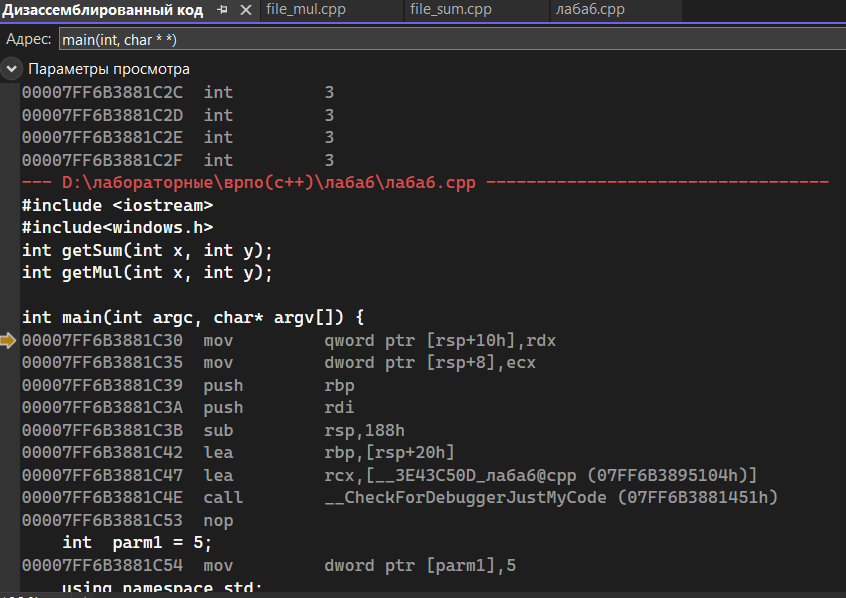 Дизассемблированный код file_mul.cpp file_sum.cpp лаба6.cpp
Адрес: main(int, char * *)
Параметры просмотра
00007FF6B3881C2C int 3
00007FF6B3881C2D int 3
00007FF6B3881C2E int 3
00007FF6B3881C2F int 3
--- D:\лабораторные\врпо(с++)\лаба6\лаба6.cpp ----------------------------------
#include <iostream>
#include<windows.h>
int getSum(int x, int y);
int getMul(int x, int y);
int main(int argc, char* argv[]) {
00007FF6B3881C30 mov qword ptr [rsp+10h],rdx
00007FF6B3881C35 mov dword ptr [rsp+8],ecx
00007FF6B3881C39 push rbp
00007FF6B3881C3A push rdi
00007FF6B3881C3B sub rsp,188h
00007FF6B3881C42 lea rbp,[rsp+20h]
00007FF6B3881C47 lea rcx,[__3E43C50D_лаба6@cpp (07FF6B3895104h)]
00007FF6B3881C4E call __CheckForDebuggerJustMyCode (07FF6B3881451h)
00007FF6B3881C53 nop
int  parm1 = 5;
00007FF6B3881C54 mov dword ptr [parm1],5
using namespace std;